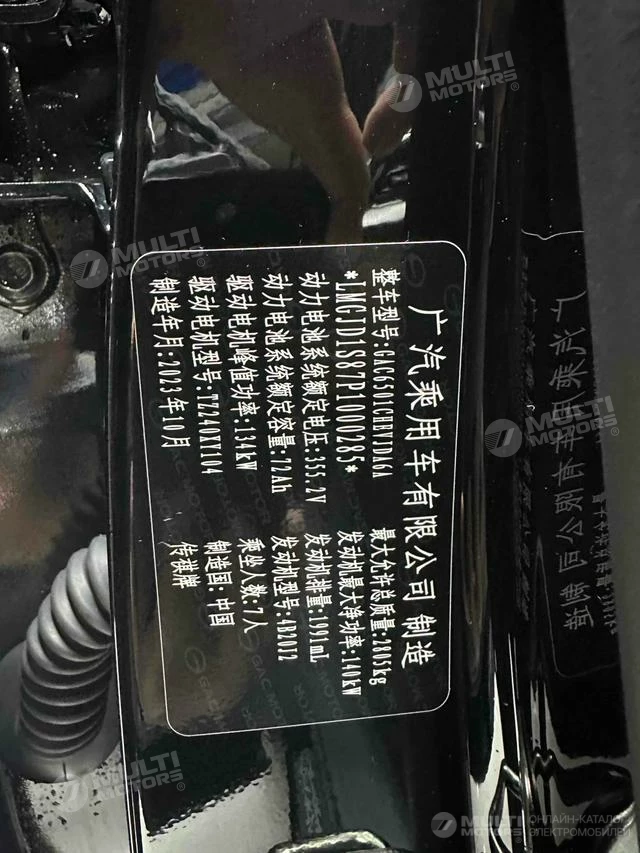 广汽乘用车有限公司 制造
整车型号:GAC6501CHEVD46A
*LMGJD1S87P1000285*
动力电池系统额定电压:355.2V
动力电池系统额定容量:72Ah
驱动电机峰值功率:134kW
驱动电机型号:TZ240XY104
制造年月:2023年10月
最大允许总质量:2805kg
发动机最大净功率:140kW
发动机排量:1991mL
发动机型号:4B20J2
乘坐人数:7人
制造国:中国
传祺牌
MULTI MOTORS
MULTI MOTORS
MULTI MOTORS
MULTI MOTORS
MULTI MOTORS
ОНЛАЙН-КАТАЛОГ
ЭЛЕКТРОМОБИЛЕЙ